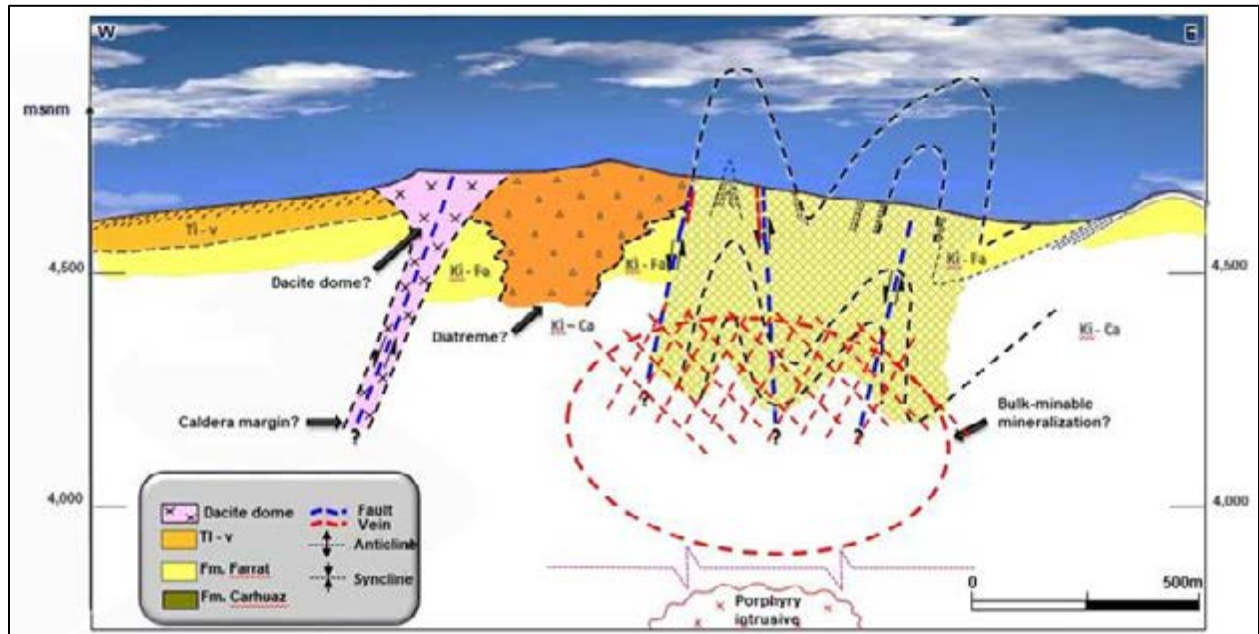 W
E
msnm
Tl - v
Ki - Fa
Ki - Fa
Ki - Fa
4,500
4,500
Dacite dome?
Diatreme?
Ki - Ca
Ki - Ca
Caldera margin?
?
?
?
?
Bulk-minable
mineralization?
4,000
4,000
Dacite dome
Tl - v
Fm. Farrat
Fm. Carhuaz
Fault
Vein
Anticline
Syncline
Porphyry
intrusive
0
500m